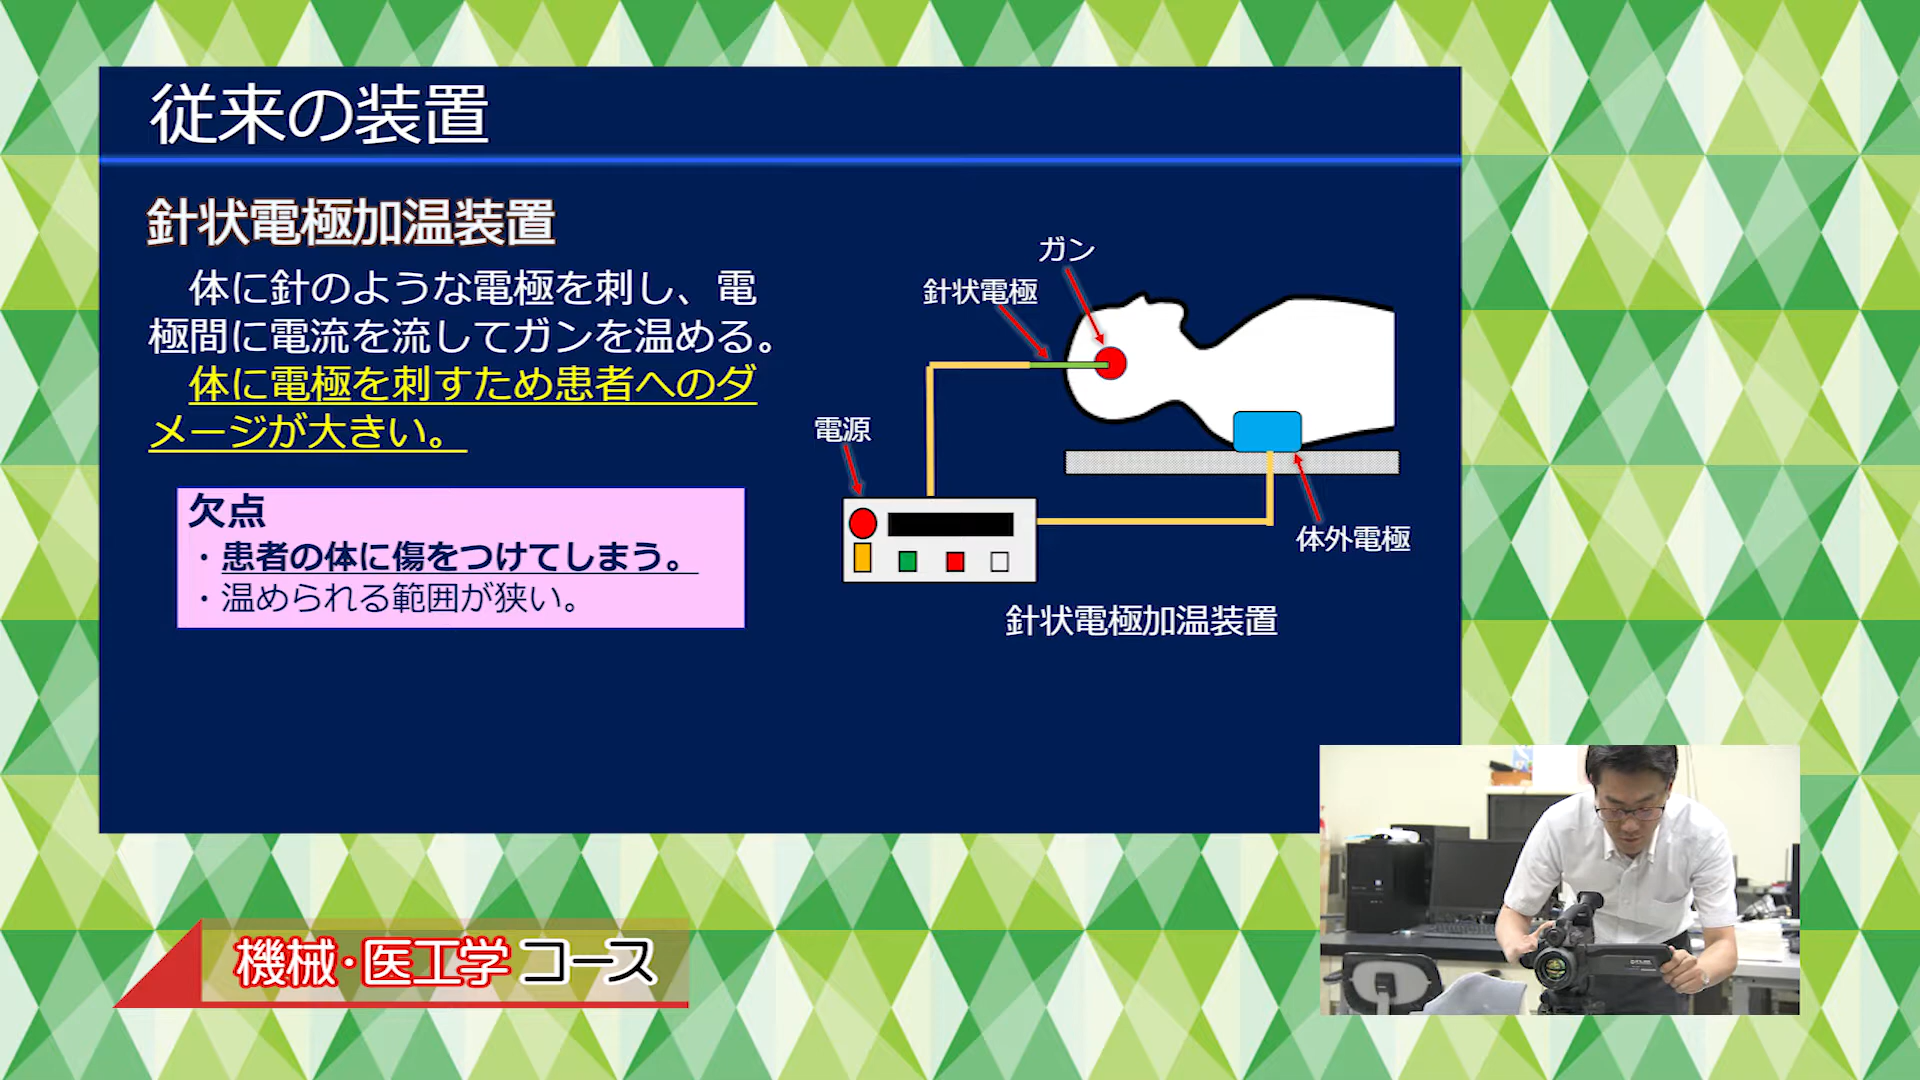 従来の装置
針状電極加温装置
体に針のような電極を刺し、電
極間に電流を流してガンを温める。
体に電極を刺すため患者へのダ
メージが大きい。
欠点
・患者の体に傷をつけてしまう。
・温められる範囲が狭い。
ガン
針状電極
電源
体外電極
針状電極加温装置
機械・医工学コース